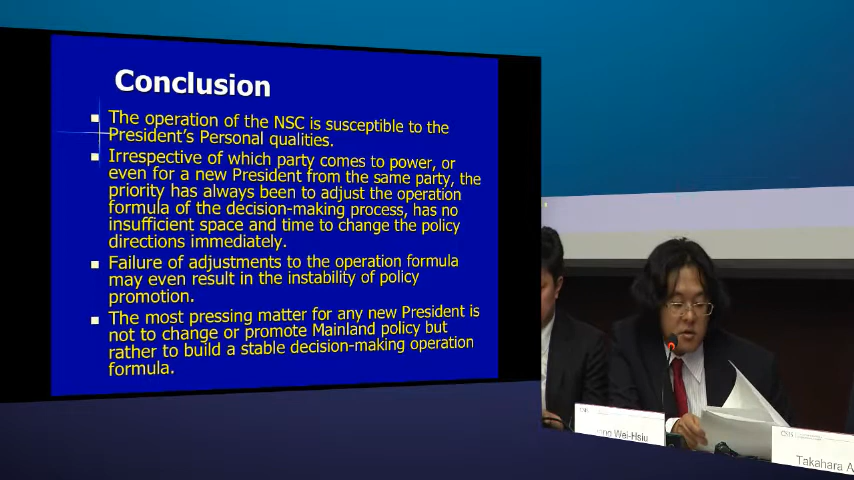 Conclusion
The operation of the NSC is susceptible to the
President's Personal qualities.
Irrespective of which party comes to power, or
even for a new President from the same party, the
priority has always been to adjust the operation
formula of the decision-making process, has no
insufficient space and time to change the policy
directions immediately.
Failure of adjustments to the operation formula
may even result in the instability of policy
promotion.
The most pressing matter for any new President is
not to change or promote Mainland policy but
rather to build a stable decision-making operation
formula.
Wei-Hsiu
CSIS
Takahara A